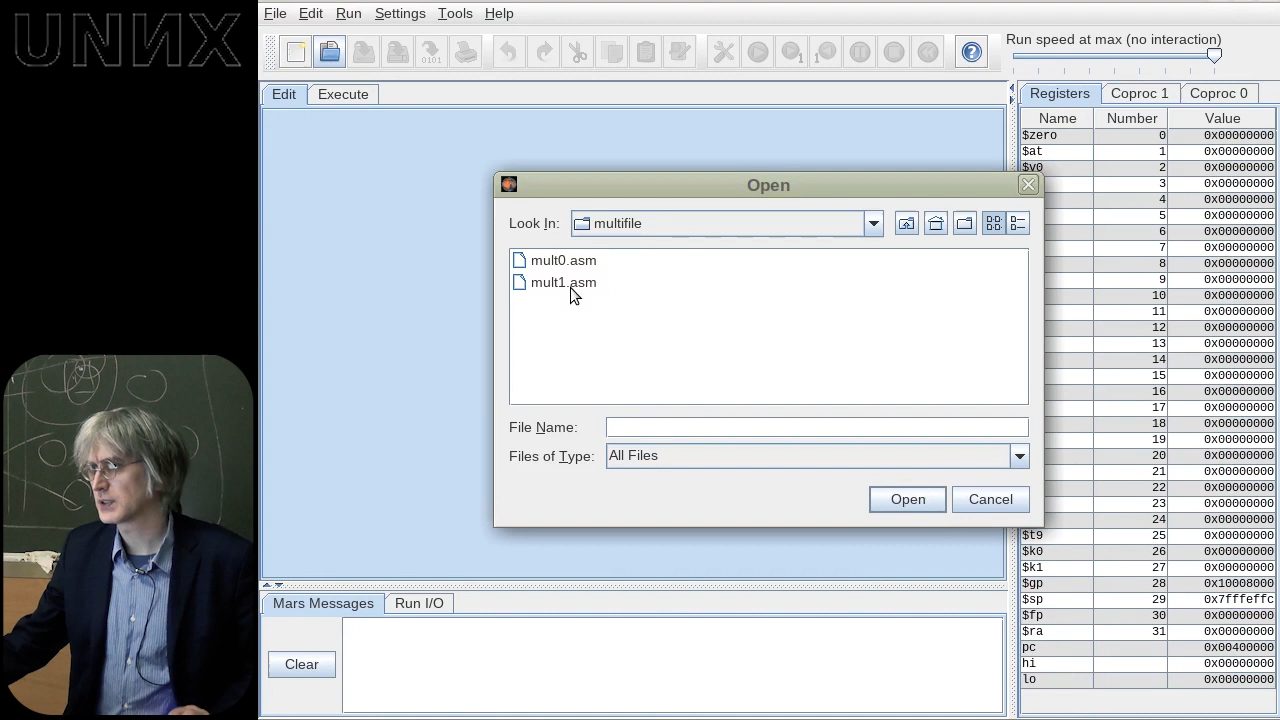 UNИX
File Edit Run Settings Tools Help
Run speed at max (no interaction)
Edit Execute
Registers Coproc 1 Coproc 0
Name Number Value
$zero 0 0x00000000
$at 1 0x00000000
$v0 2 0x00000000
3 0x00000000
4 0x00000000
5 0x00000000
6 0x00000000
7 0x00000000
8 0x00000000
9 0x00000000
10 0x00000000
11 0x00000000
12 0x00000000
13 0x00000000
14 0x00000000
15 0x00000000
16 0x00000000
17 0x00000000
18 0x00000000
19 0x00000000
20 0x00000000
21 0x00000000
22 0x00000000
23 0x00000000
24 0x00000000
$t9 25 0x00000000
$k0 26 0x00000000
$k1 27 0x00000000
$gp 28 0x10008000
$sp 29 0x7fffeffc
$fp 30 0x00000000
$ra 31 0x00000000
pc 0x00400000
hi 0x00000000
lo 0x00000000
Open
Look In: multifile
mult0.asm
mult1.asm
File Name:
Files of Type: All Files
Open Cancel
Mars Messages Run I/O
Clear